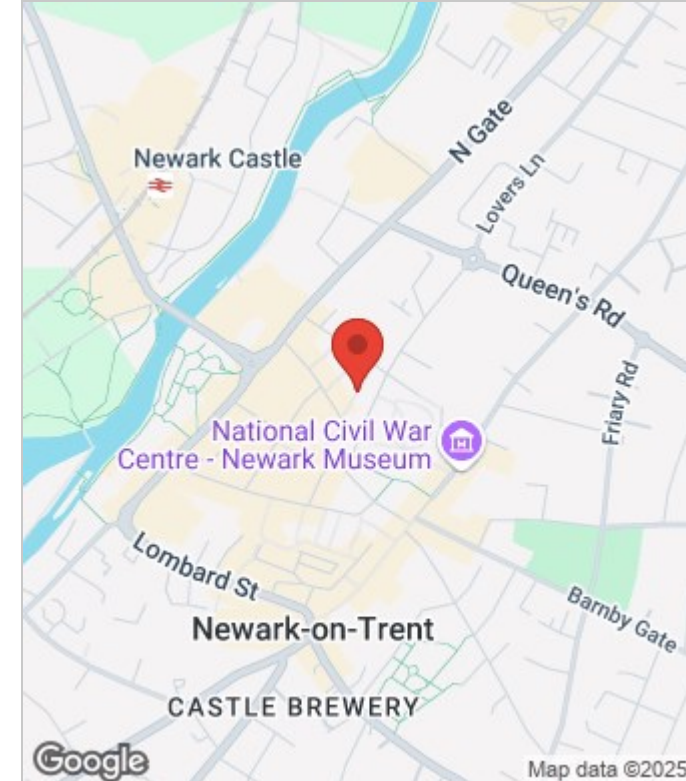 N Gate
Newark Castle
Lovers Ln
Queen's Rd
Friary Rd
National Civil War
Centre - Newark Museum
Lombard St
Barnby Gate
Newark-on-Trent
CASTLE BREWERY
Google
Map data ©2025